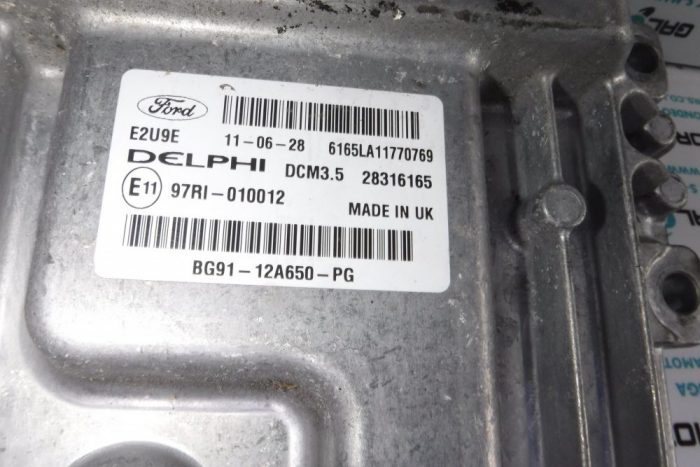 Ford
E2U9E 11-06-28 6165LA11770769
DELPHI DCM3.5 28316165
E11 97RI-010012 MADE IN UK
BG91-12A650-PG